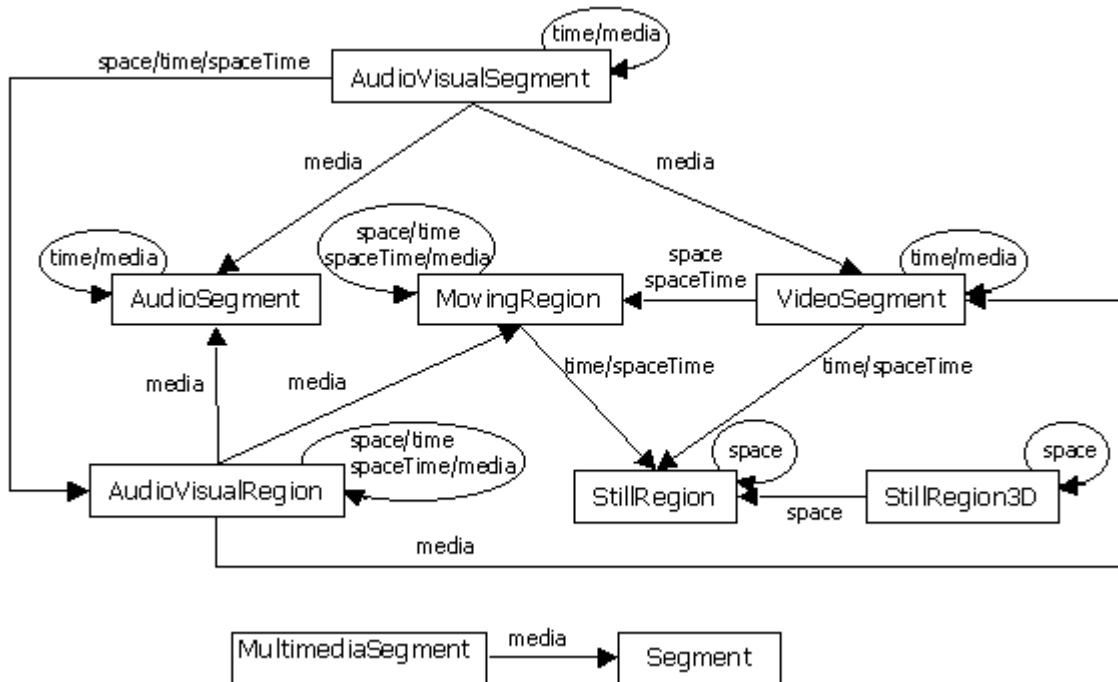 time/media
space/time/spaceTime
AudioVisualSegment
media
media
space/time
spaceTime/media
time/media
space
spaceTime
time/media
AudioSegment
MovingRegion
VideoSegment
time/spaceTime
time/spaceTime
media
media
space/time
spaceTime/media
space
space
AudioVisualRegion
StillRegion
StillRegion3D
space
media
MultimediaSegment
media
Segment